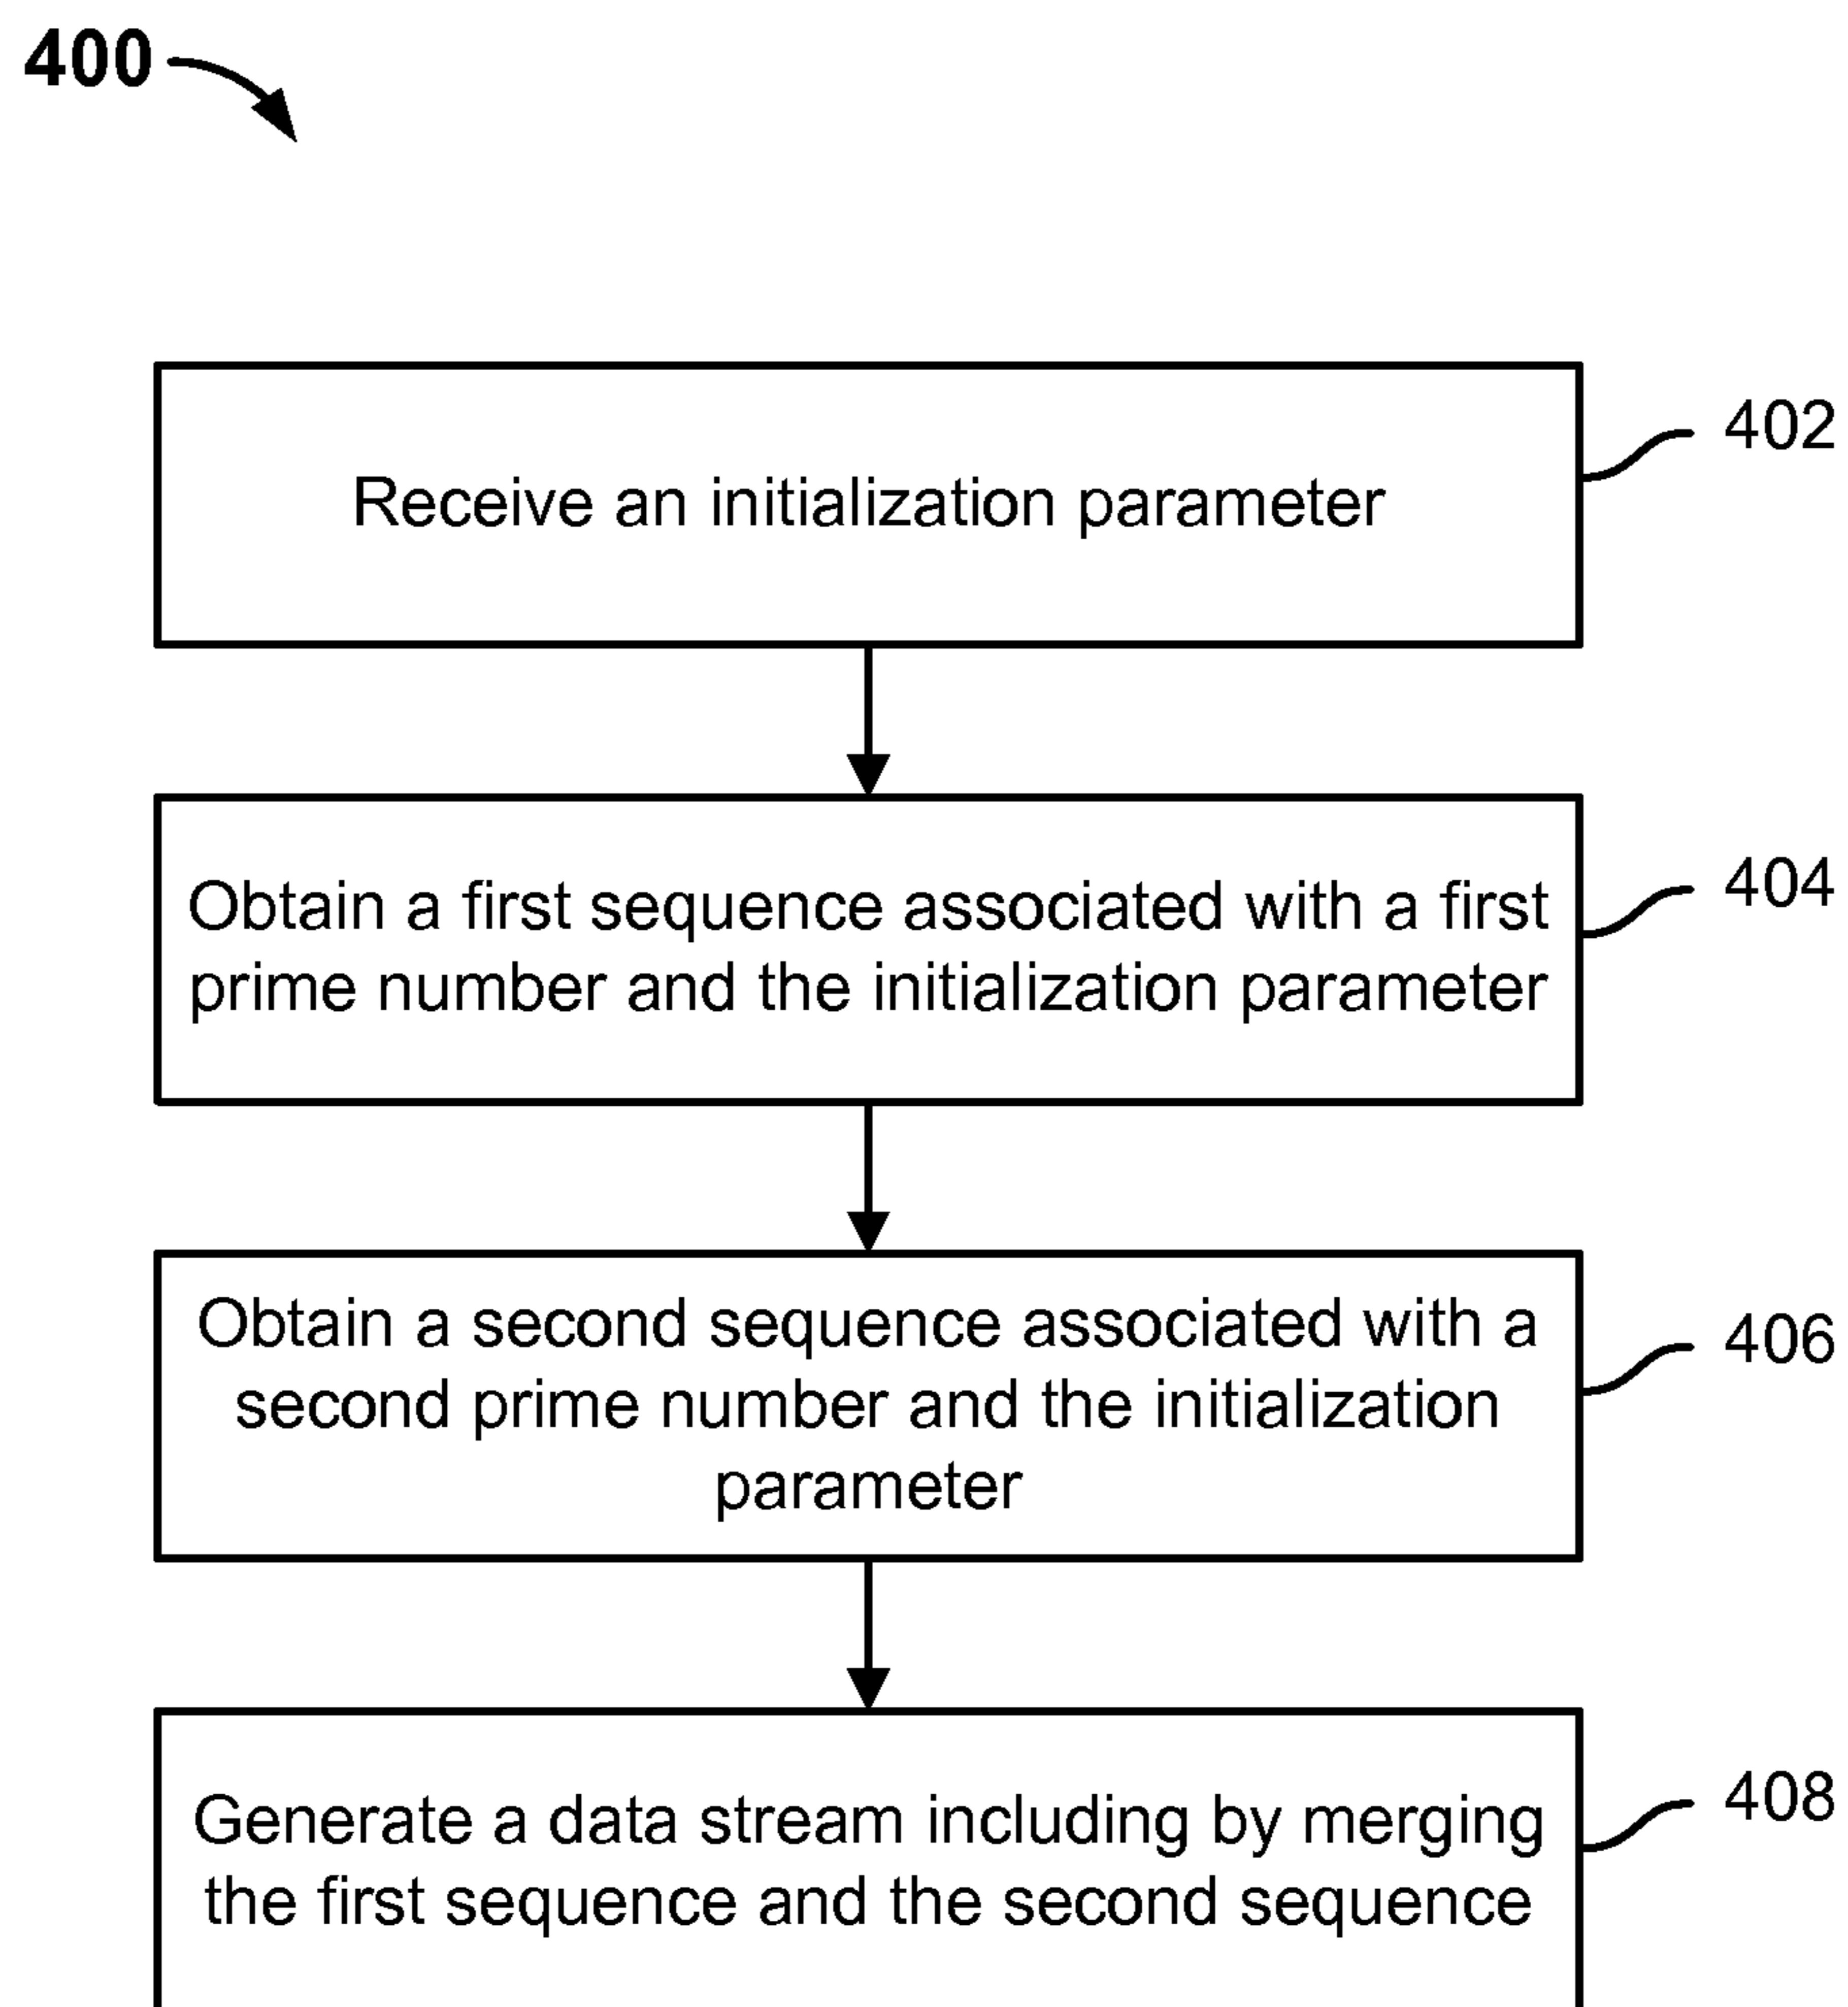 400
Receive an initialization parameter
402
Obtain a first sequence associated with a first
prime number and the initialization parameter
404
Obtain a second sequence associated with a
second prime number and the initialization
parameter
406
Generate a data stream including by merging
the first sequence and the second sequence
408